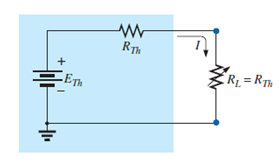 R_Th
I
+
E_Th
−
R_L = R_Th